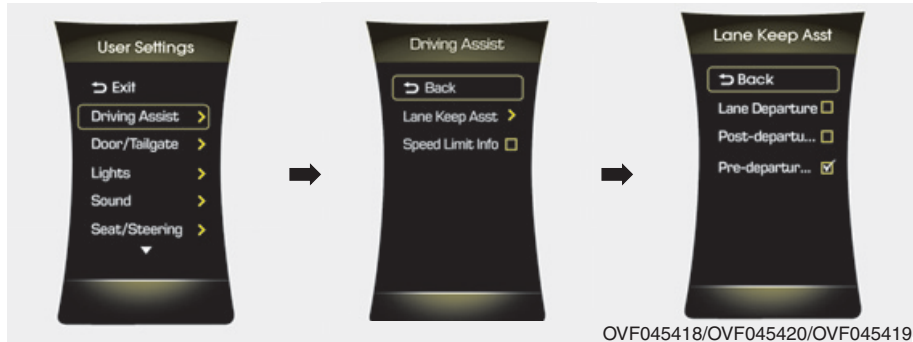 User Settings
Exit
Driving Assist
Door/Tailgate
Lights
Sound
Seat/Steering
Driving Assist
Back
Lane Keep Asst
Speed Limit Info
Lane Keep Asst
Back
Lane Departure
Post-departu...
Pre-departur...
OVF045418/OVF045420/OVF045419